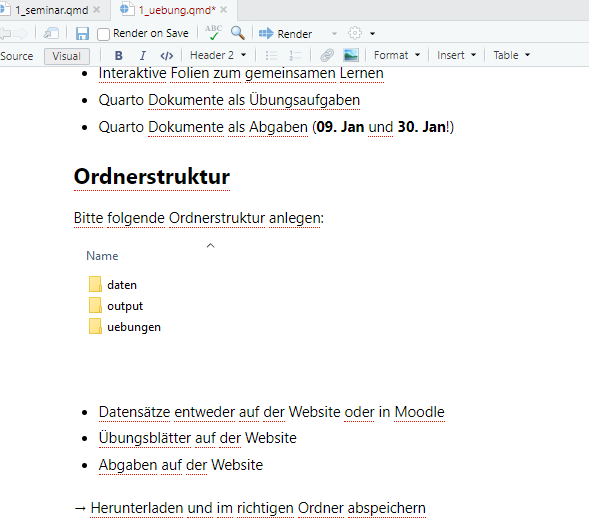 1_seminar.qmd
1_uebung.qmd*
Render on Save
ABC
Render
Source
Visual
B
I
</>
Header 2
Format
Insert
Table
Interaktive Folien zum gemeinsamen Lernen
Quarto Dokumente als Übungsaufgaben
Quarto Dokumente als Abgaben (09. Jan und 30. Jan!)
Ordnerstruktur
Bitte folgende Ordnerstruktur anlegen:
Name
daten
output
uebungen
Datensätze entweder auf der Website oder in Moodle
Übungsblätter auf der Website
Abgaben auf der Website
→ Herunterladen und im richtigen Ordner abspeichern